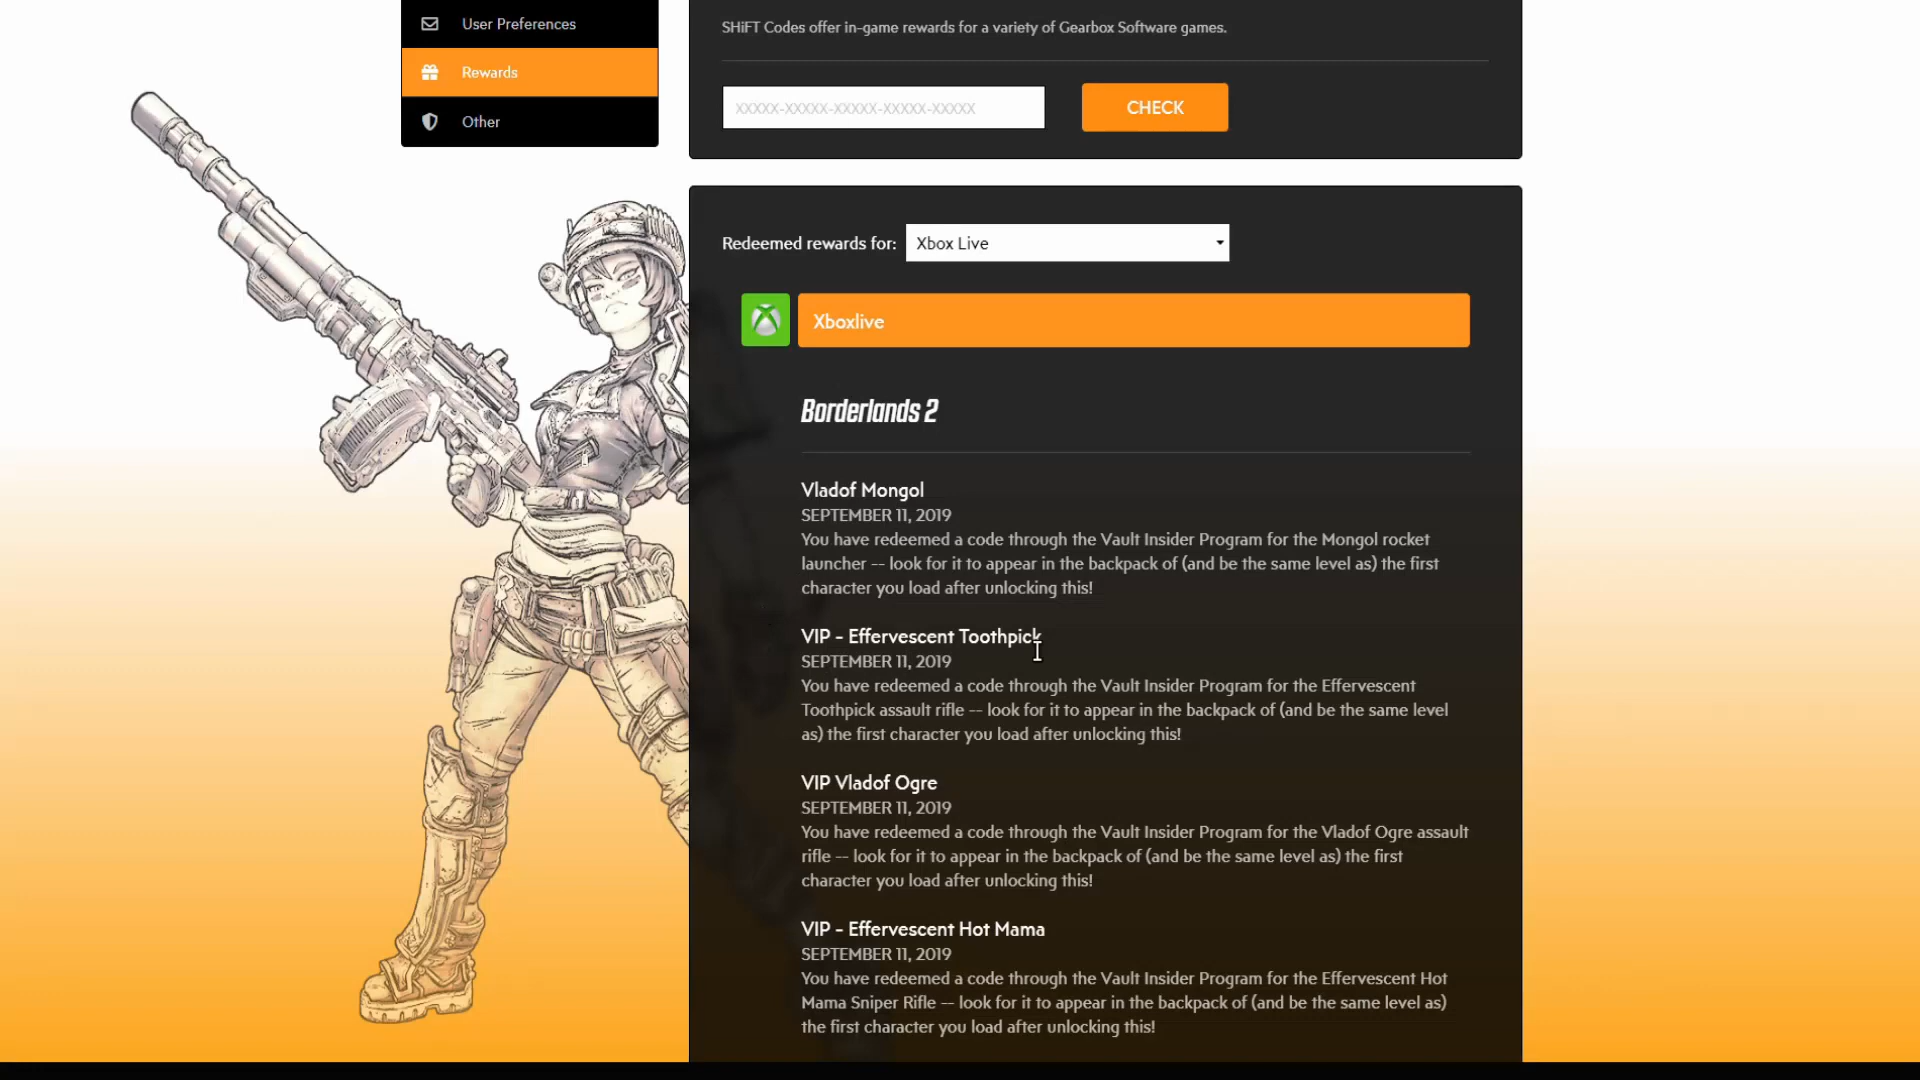 User Preferences
Rewards
Other
SHiFT Codes offer in-game rewards for a variety of Gearbox Software games.
XXXXX-XXXXX-XXXXX-XXXXX-XXXXX
CHECK
Redeemed rewards for:
Xbox Live
Xboxlive
Borderlands 2
Vladof Mongol
SEPTEMBER 11, 2019
You have redeemed a code through the Vault Insider Program for the Mongol rocket
launcher -- look for it to appear in the backpack of (and be the same level as) the first
character you load after unlocking this!
VIP - Effervescent Toothpick
SEPTEMBER 11, 2019
You have redeemed a code through the Vault Insider Program for the Effervescent
Toothpick assault rifle -- look for it to appear in the backpack of (and be the same level
as) the first character you load after unlocking this!
VIP Vladof Ogre
SEPTEMBER 11, 2019
You have redeemed a code through the Vault Insider Program for the Vladof Ogre assault
rifle -- look for it to appear in the backpack of (and be the same level as) the first
character you load after unlocking this!
VIP - Effervescent Hot Mama
SEPTEMBER 11, 2019
You have redeemed a code through the Vault Insider Program for the Effervescent Hot
Mama Sniper Rifle -- look for it to appear in the backpack of (and be the same level as)
the first character you load after unlocking this!